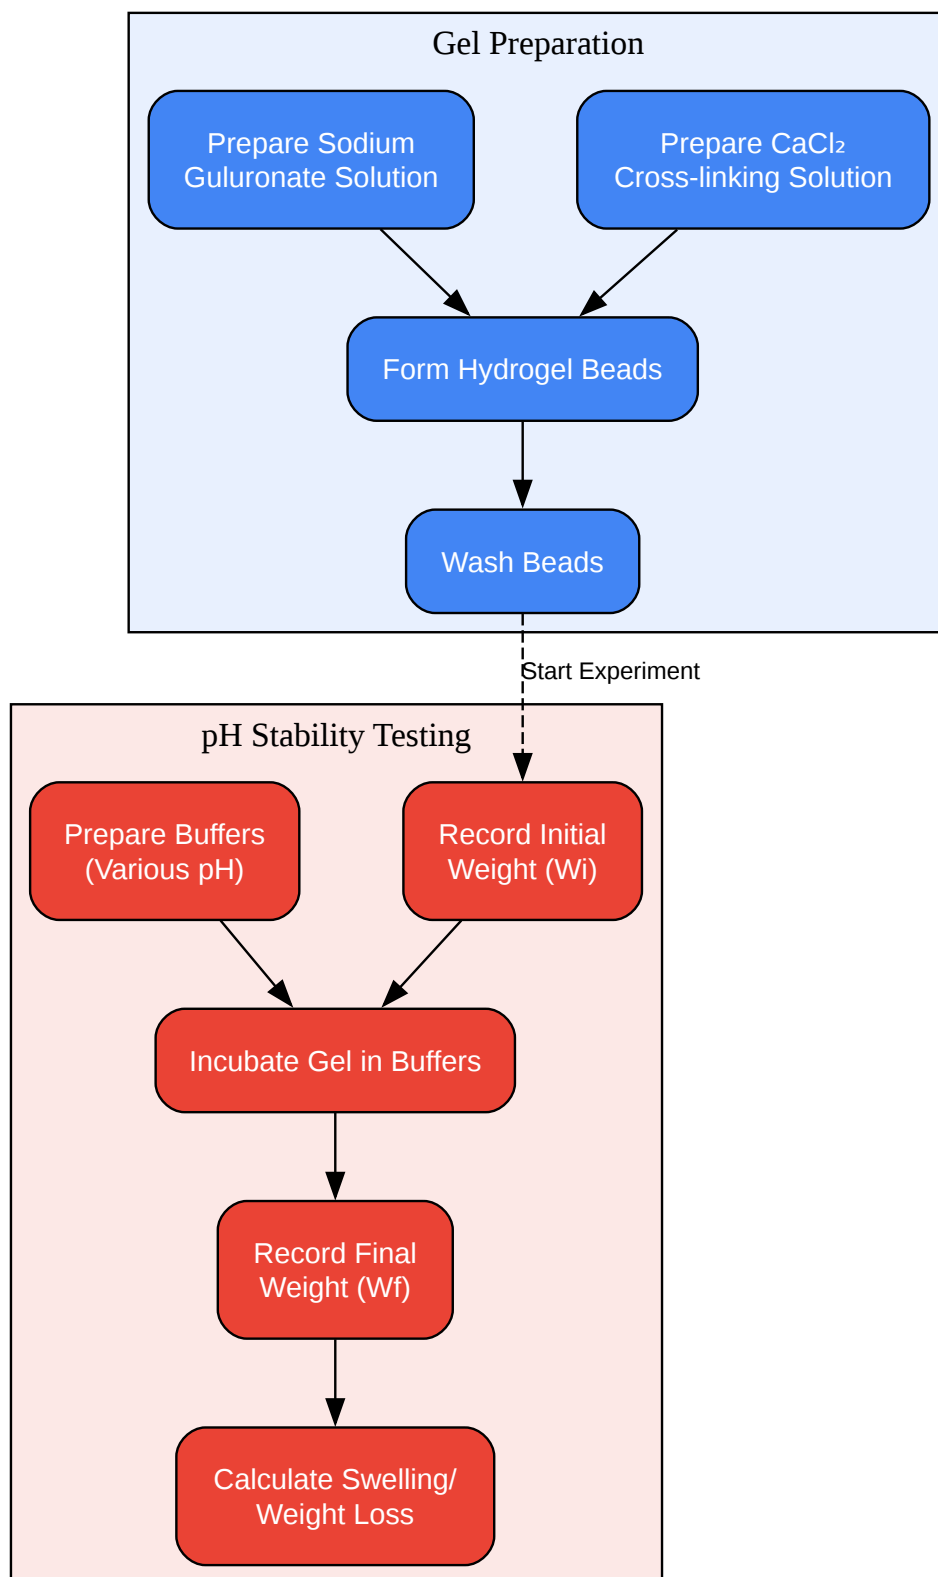 Gel Preparation
Prepare Sodium
Guluronate Solution
Prepare CaCl₂
Cross-linking Solution
Form Hydrogel Beads
Wash Beads
Start Experiment
pH Stability Testing
Prepare Buffers
(Various pH)
Record Initial
Weight (Wi)
Incubate Gel in Buffers
Record Final
Weight (Wf)
Calculate Swelling/
Weight Loss